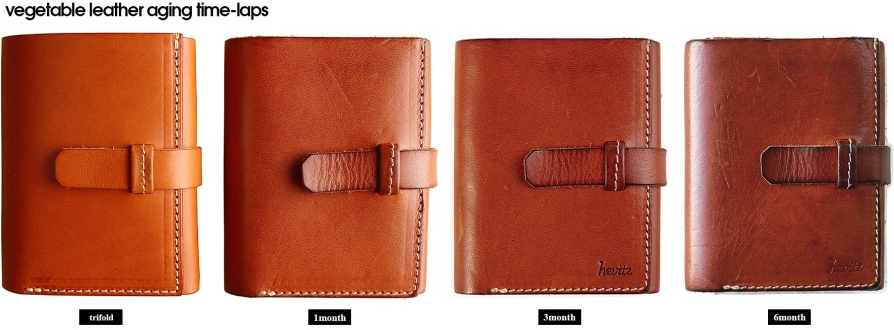 vegetable leather aging time-laps
hevitz
hevitz
trifold
1month
3month
6month